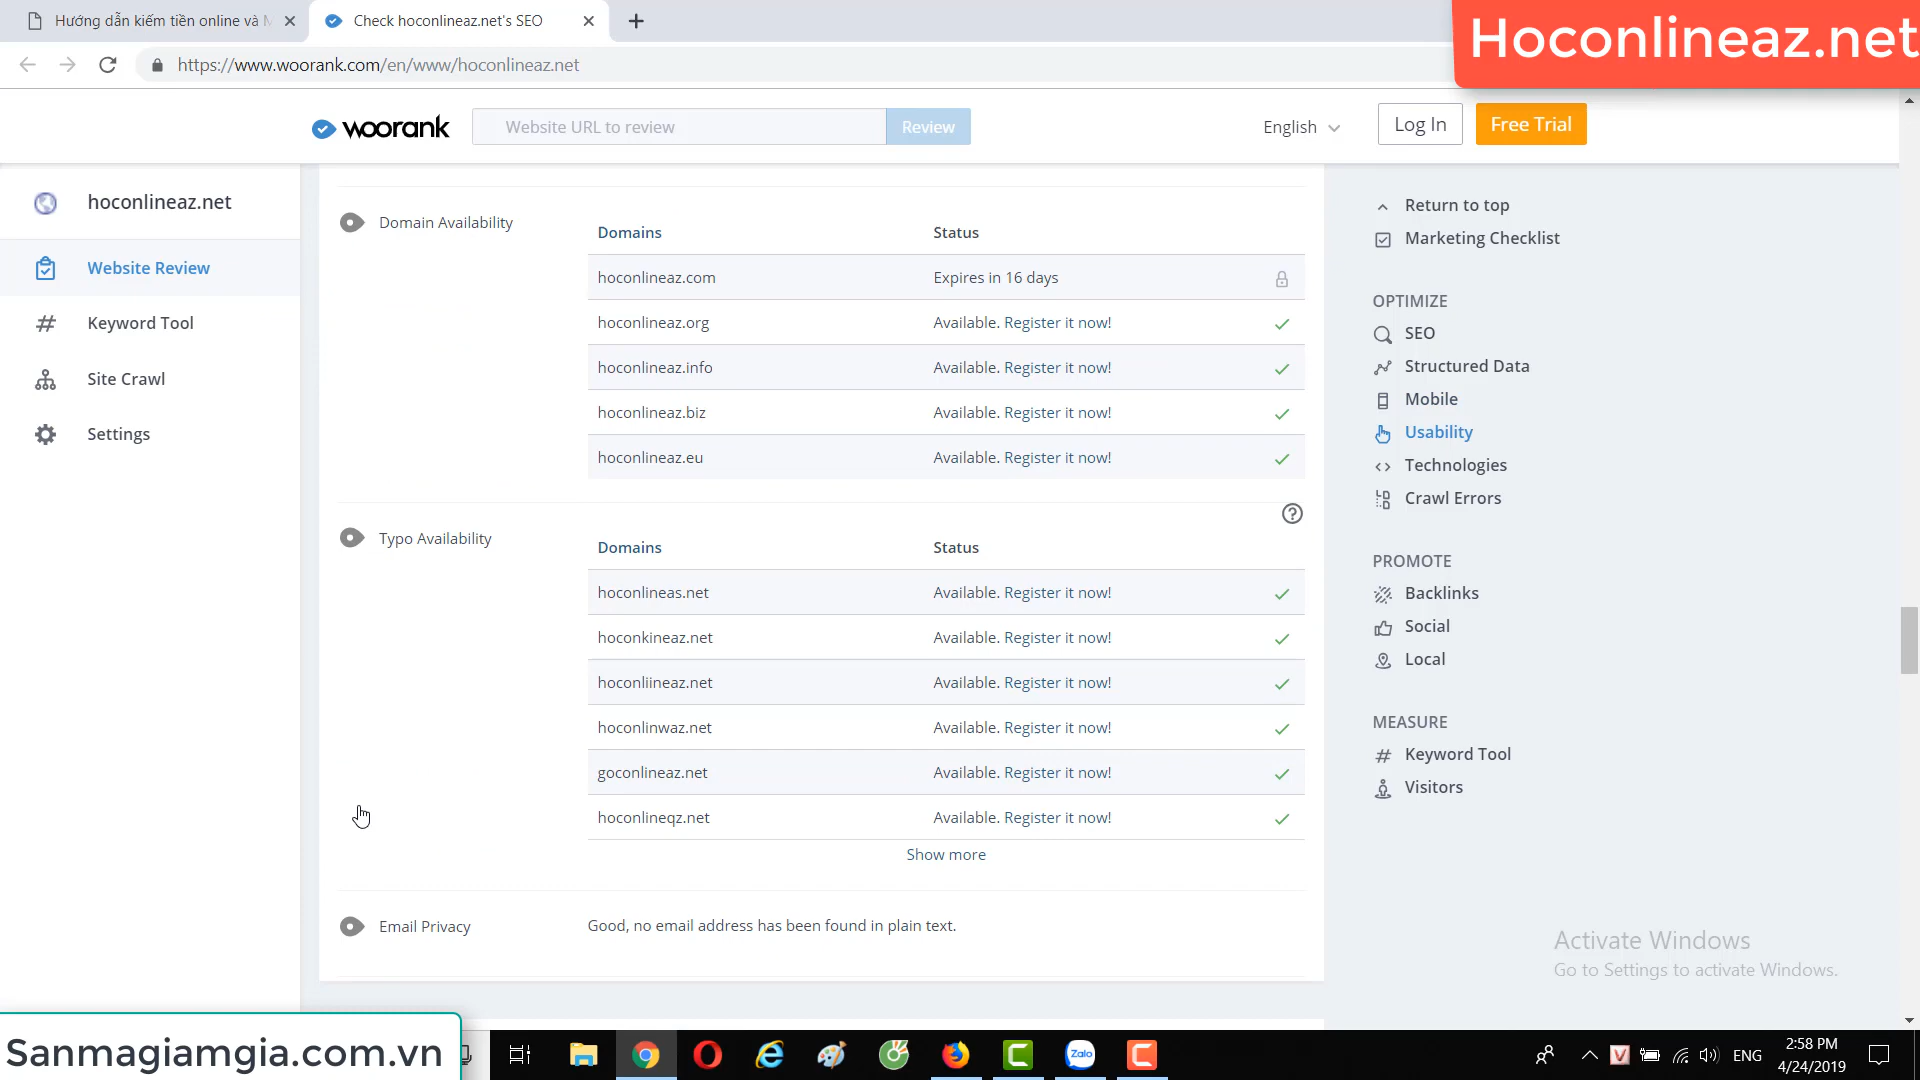 Hướng dẫn kiếm tiền online và M
Check hoconlineaz.net's SEO
Hoconlineaz.net
https://www.woorank.com/en/www/hoconlineaz.net
woorank
Website URL to review
Review
English
Log In
Free Trial
hoconlineaz.net
Website Review
Keyword Tool
Site Crawl
Settings
Domain Availability
Domains Status
hoconlineaz.com Expires in 16 days
hoconlineaz.org Available. Register it now!
hoconlineaz.info Available. Register it now!
hoconlineaz.biz Available. Register it now!
hoconlineaz.eu Available. Register it now!
Typo Availability
Domains Status
hoconlineas.net Available. Register it now!
hoconkineaz.net Available. Register it now!
hoconliineaz.net Available. Register it now!
hoconlinwaz.net Available. Register it now!
goconlineaz.net Available. Register it now!
hoconlineqz.net Available. Register it now!
Show more
Email Privacy Good, no email address has been found in plain text.
Return to top
Marketing Checklist
OPTIMIZE
SEO
Structured Data
Mobile
Usability
Technologies
Crawl Errors
PROMOTE
Backlinks
Social
Local
MEASURE
Keyword Tool
Visitors
Activate Windows
Go to Settings to activate Windows.
Sanmagiamgia.com.vn
Zalo
ENG
2:58 PM
4/24/2019